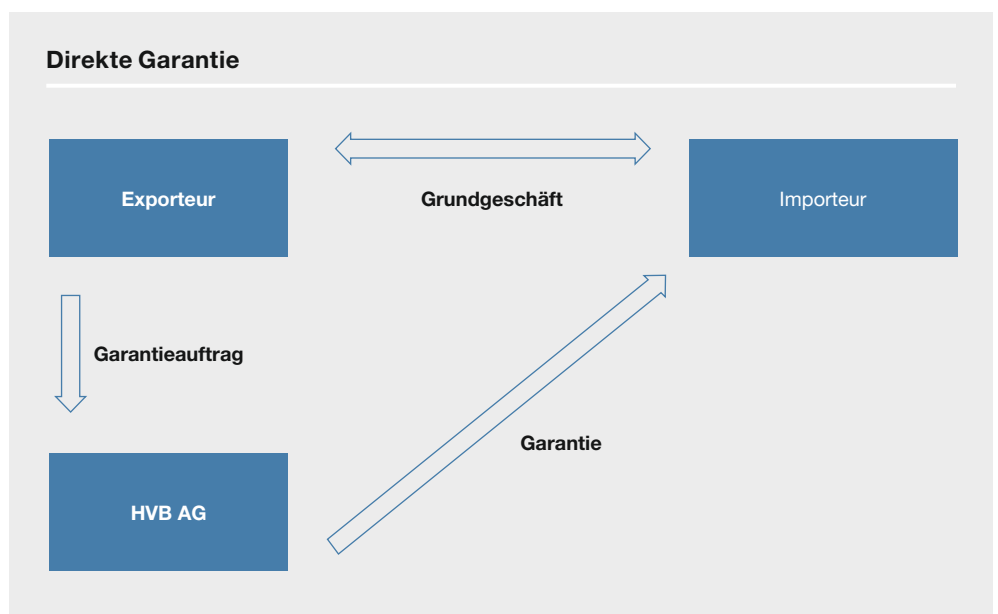 Direkte Garantie
Exporteur
Grundgeschäft
Importeur
Garantieauftrag
Garantie
HVB AG